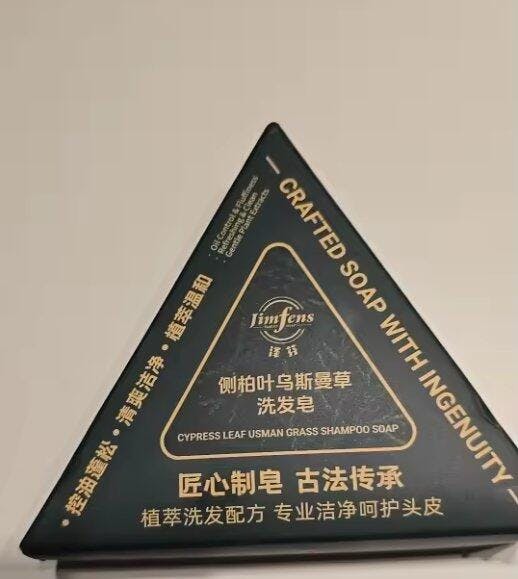 · Oil Control & Fluffiness
· Refreshing & Clean
· Gentle Plant Extracts
CRAFTED SOAP WITH INGENUITY
• 控油蓬松 • 清爽洁净 • 植萃温和
Jimfens
侧柏叶乌斯曼草
洗发皂
CYPRESS LEAF USMAN GRASS SHAMPOO SOAP
匠心制皂 古法传承
植萃洗发配方 专业洁净呵护头皮